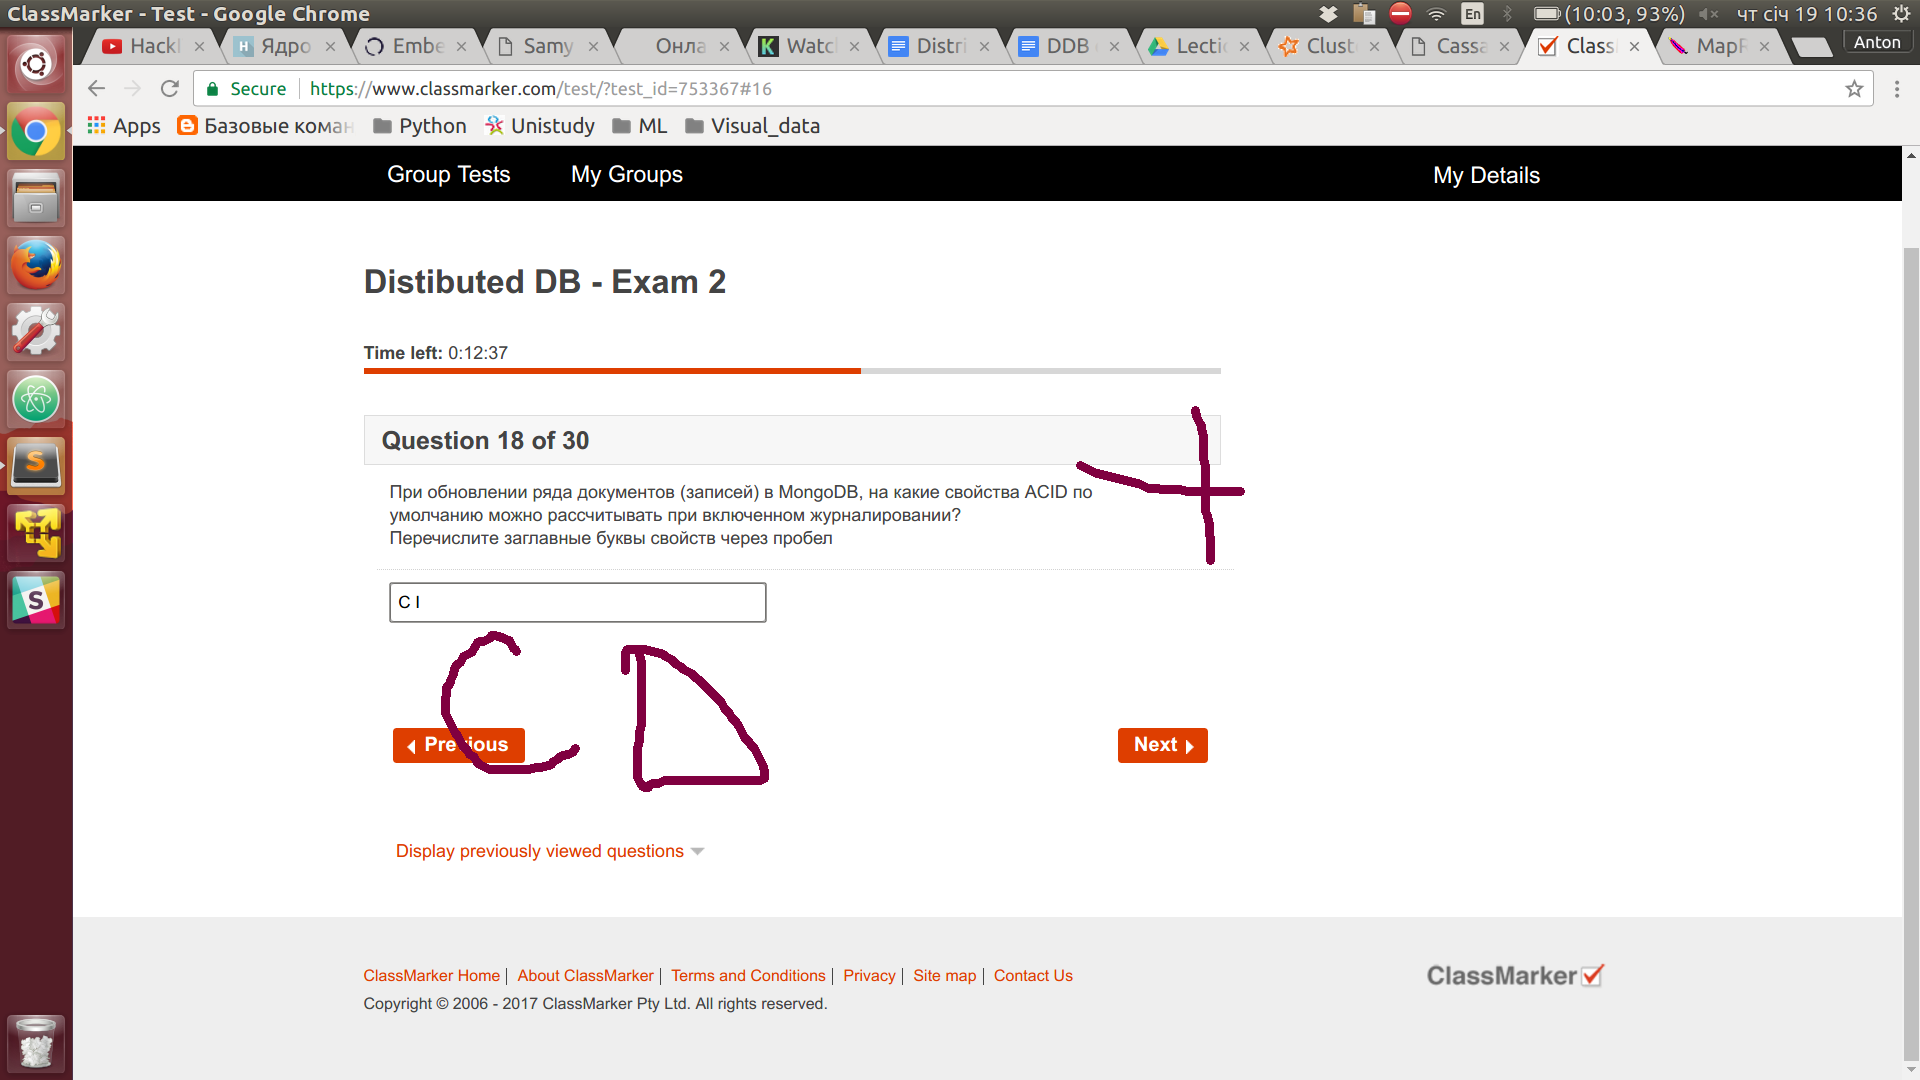 ClassMarker - Test - Google Chrome
En
(10:03, 93%)
чт січ 19 10:36
Hackl
Ядро
Embe
Samy
Онла
Watc
Distri
DDB
Lecti
Clust
Cassa
Class
MapR
Anton
Secure
https://www.classmarker.com/test/?test_id=753367#16
Apps
Базовые коман
Python
Unistudy
ML
Visual_data
Group Tests
My Groups
My Details
Distibuted DB - Exam 2
Time left: 0:12:37
Question 18 of 30
При обновлении ряда документов (записей) в MongoDB, на какие свойства ACID по
умолчанию можно рассчитывать при включенном журналировании?
Перечислите заглавные буквы свойств через пробел
C I
C D
Previous
Next
Display previously viewed questions
ClassMarker Home | About ClassMarker | Terms and Conditions | Privacy | Site map | Contact Us
Copyright © 2006 - 2017 ClassMarker Pty Ltd. All rights reserved.
ClassMarker